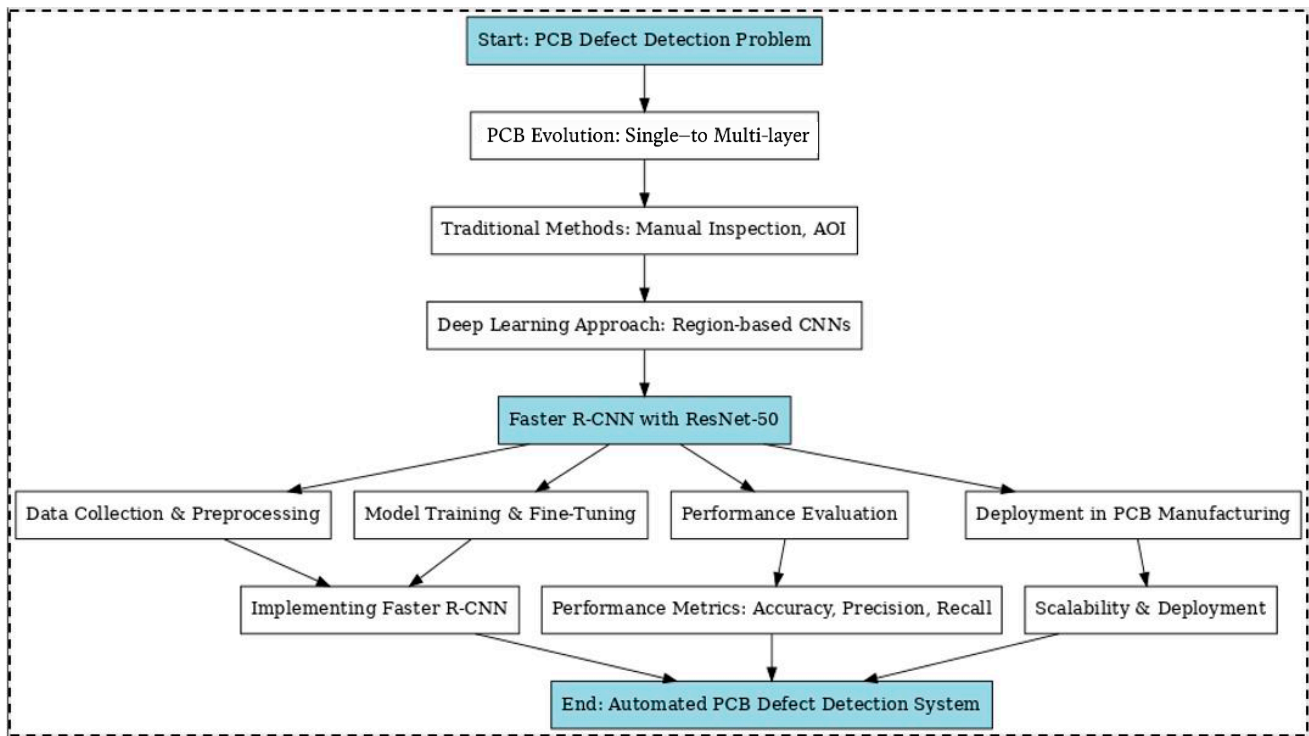 Start: PCB Defect Detection Problem
PCB Evolution: Single–to Multi-layer
Traditional Methods: Manual Inspection, AOI
Deep Learning Approach: Region-based CNNs
Faster R-CNN with ResNet-50
Data Collection & Preprocessing
Model Training & Fine-Tuning
Performance Evaluation
Deployment in PCB Manufacturing
Implementing Faster R-CNN
Performance Metrics: Accuracy, Precision, Recall
Scalability & Deployment
End: Automated PCB Defect Detection System